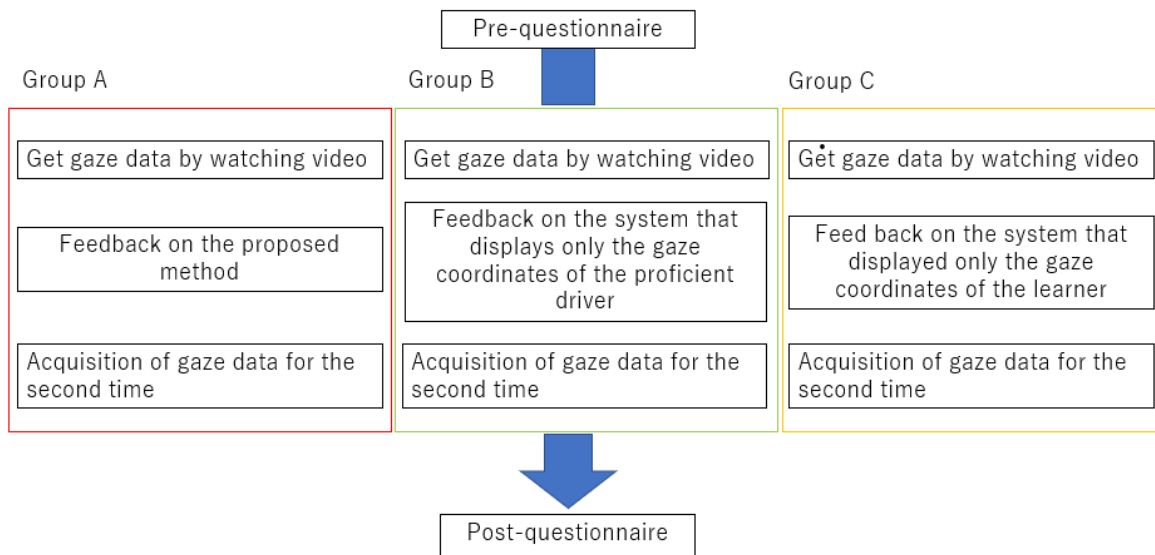 Pre-questionnaire
Group A
Group B
Group C
Get gaze data by watching video
Feedback on the proposed
method
Acquisition of gaze data for the
second time
Get gaze data by watching video
Feedback on the system that
displays only the gaze
coordinates of the proficient
driver
Acquisition of gaze data for the
second time
Get gaze data by watching video
Feed back on the system that
displayed only the gaze
coordinates of the learner
Acquisition of gaze data for the
second time
Post-questionnaire